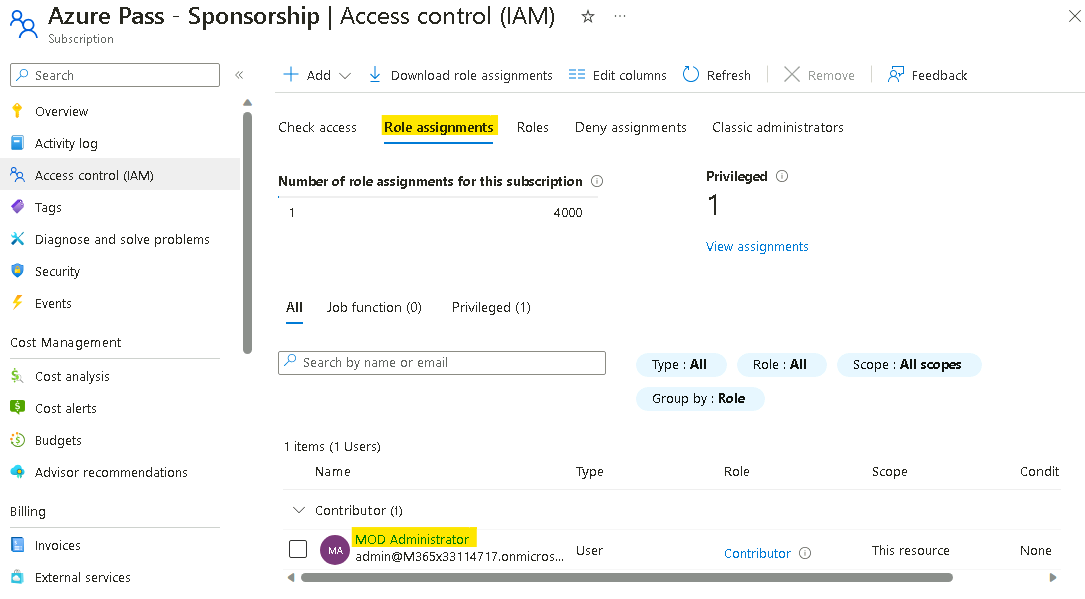 Azure Pass - Sponsorship | Access control (IAM)
Subscription
Search
Overview
Activity log
Access control (IAM)
Tags
Diagnose and solve problems
Security
Events
Cost Management
Cost analysis
Cost alerts
Budgets
Advisor recommendations
Billing
Invoices
External services
Add
Download role assignments
Edit columns
Refresh
Remove
Feedback
Check access
Role assignments
Roles
Deny assignments
Classic administrators
Number of role assignments for this subscription
1
4000
Privileged
1
View assignments
All
Job function (0)
Privileged (1)
Search by name or email
Type : All
Role : All
Scope : All scopes
Group by : Role
1 items (1 Users)
Name
Type
Role
Scope
Condit
Contributor (1)
MA
MOD Administrator
admin@M365x33114717.onmicros...
User
Contributor
This resource
None